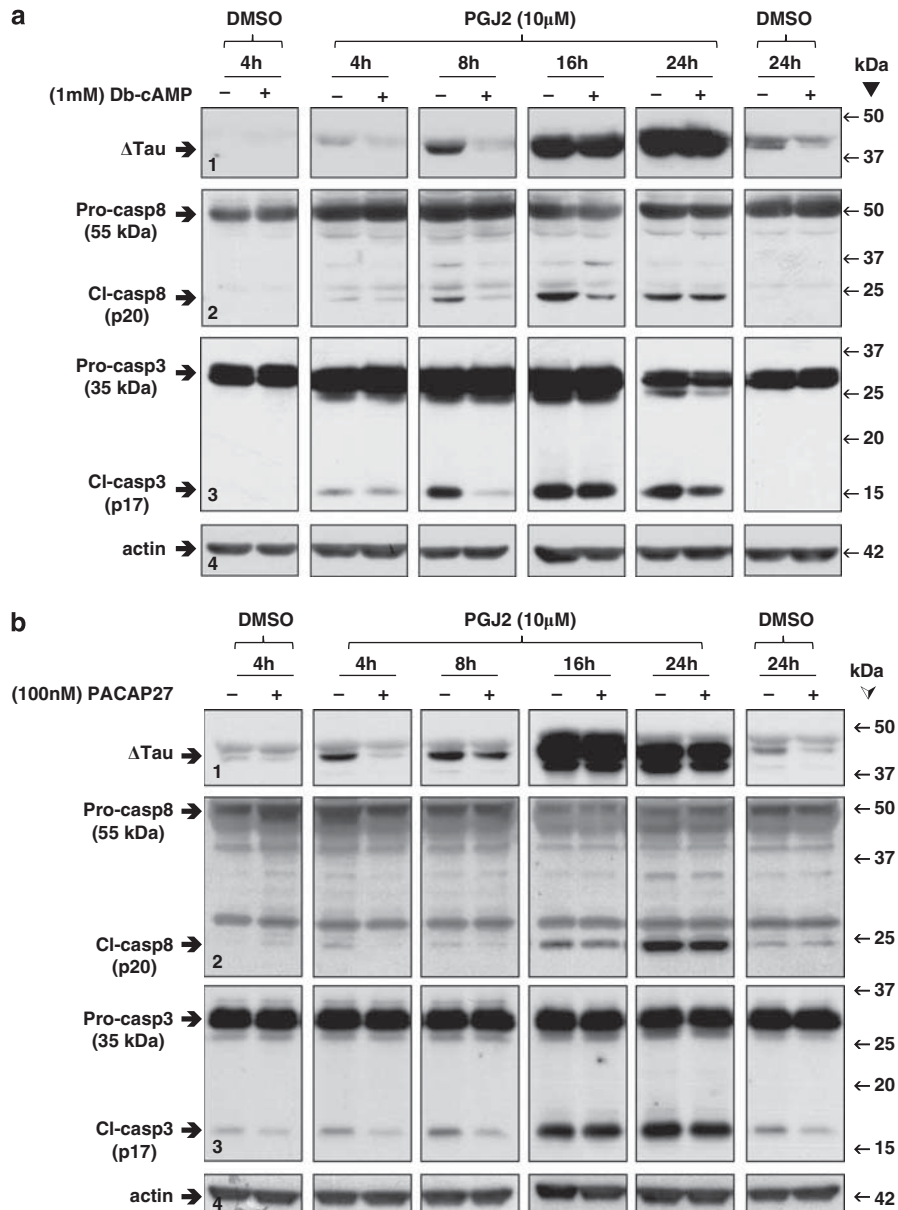 a
DMSO PGJ2 (10μM) DMSO
4h 4h 8h 16h 24h 24h kDa
(1mM) Db-cAMP – + – + – + – + – + – +
ΔTau 1 ← 50 ← 37
Pro-casp8 (55 kDa) ← 50
← 37
Cl-casp8 (p20) 2 ← 25
Pro-casp3 (35 kDa) ← 37
← 25
← 20
Cl-casp3 (p17) 3 ← 15
actin 4 ← 42
b
DMSO PGJ2 (10μM) DMSO
4h 4h 8h 16h 24h 24h kDa
(100nM) PACAP27 – + – + – + – + – + – +
ΔTau 1 ← 50 ← 37
Pro-casp8 (55 kDa) ← 50
← 37
Cl-casp8 (p20) 2 ← 25
Pro-casp3 (35 kDa) ← 37
← 25
← 20
Cl-casp3 (p17) 3 ← 15
actin 4 ← 42